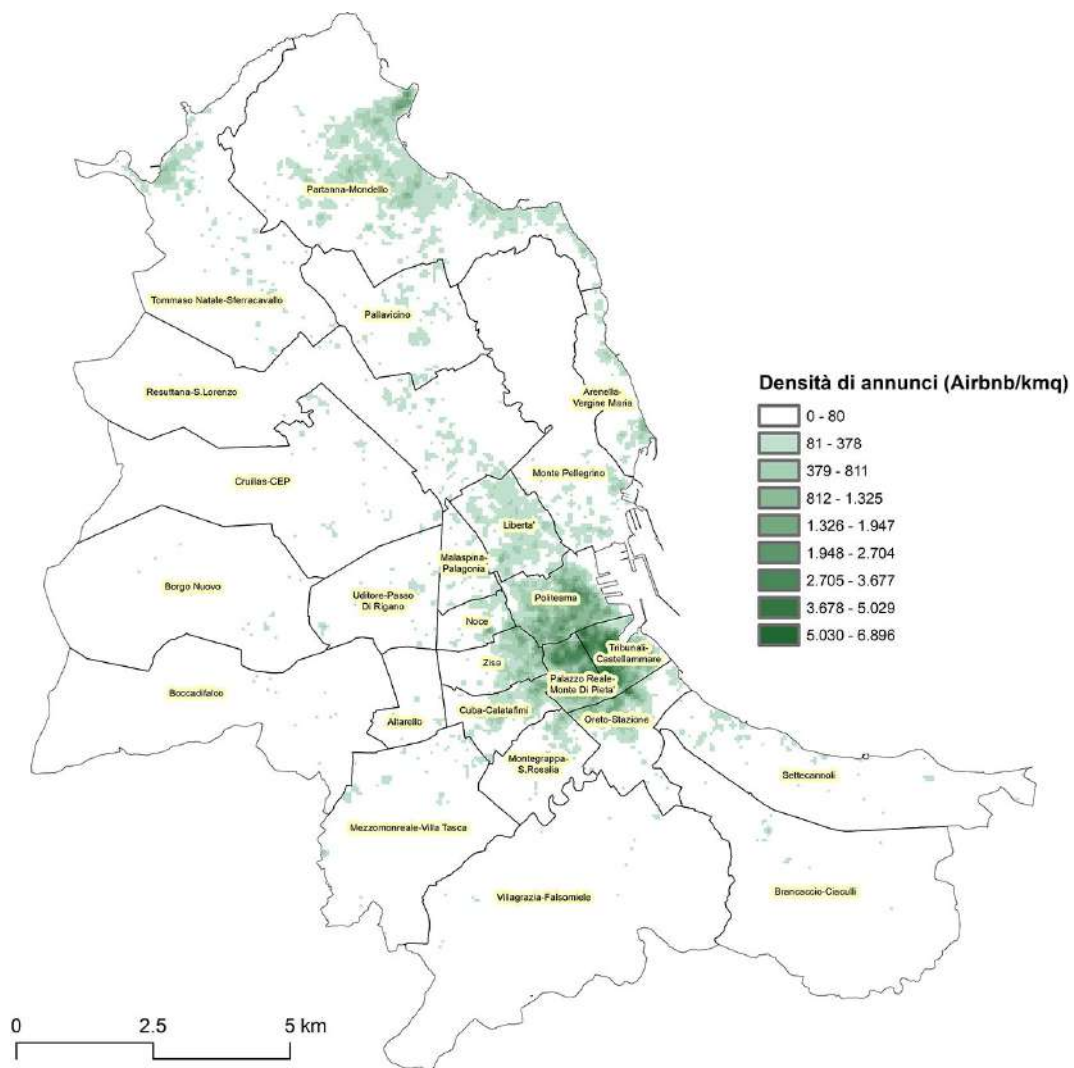 Partanna-Mondello
Tommaso Natale-Sferracavallo
Pallavicino
Resuttana-S.Lorenzo
Arenella-
Vergine Maria
Cruillas-CEP
Monte Pellegrino
Liberta'
Malaspina-
Palagonia
Borgo Nuovo
Uditore-Passo
Di Rigano
Politeama
Noce
Tribunali-
Castellammare
Zisa
Palazzo Reale-
Monte Di Pieta'
Boccadifalco
Cuba-Calatafimi
Altarello
Oreto-Stazione
Montegrappa-
S.Rosalia
Settecannoli
Mezzomonreale-Villa Tasca
Villagrazia-Falsomiele
Brancaccio-Ciaculli
Densità di annunci (Airbnb/kmq)
0 - 80
81 - 378
379 - 811
812 - 1.325
1.326 - 1.947
1.948 - 2.704
2.705 - 3.677
3.678 - 5.029
5.030 - 6.896
0 2.5 5 km